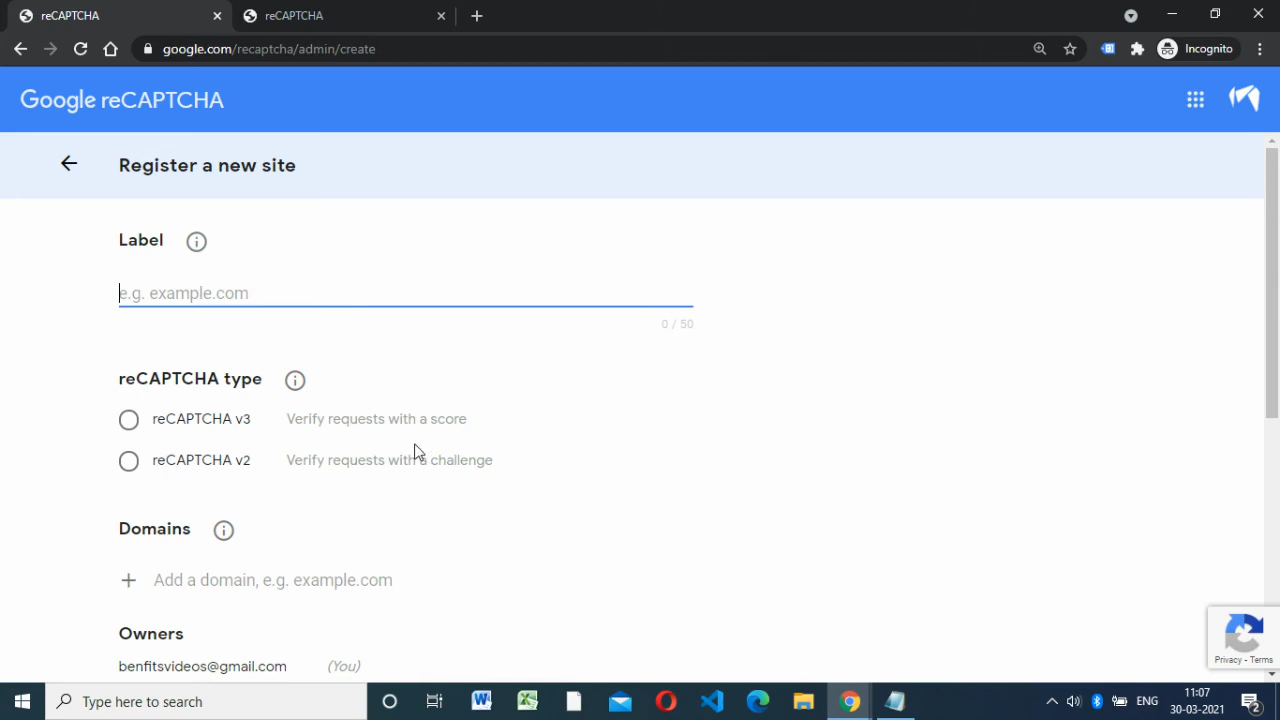 reCAPTCHA
reCAPTCHA
google.com/recaptcha/admin/create
Incognito
Google reCAPTCHA
Register a new site
Label
e.g. example.com
0 / 50
reCAPTCHA type
reCAPTCHA v3 Verify requests with a score
reCAPTCHA v2 Verify requests with a challenge
Domains
Add a domain, e.g. example.com
Owners
benfitsvideos@gmail.com (You)
Privacy - Terms
Type here to search
ENG
11:07
30-03-2021
2